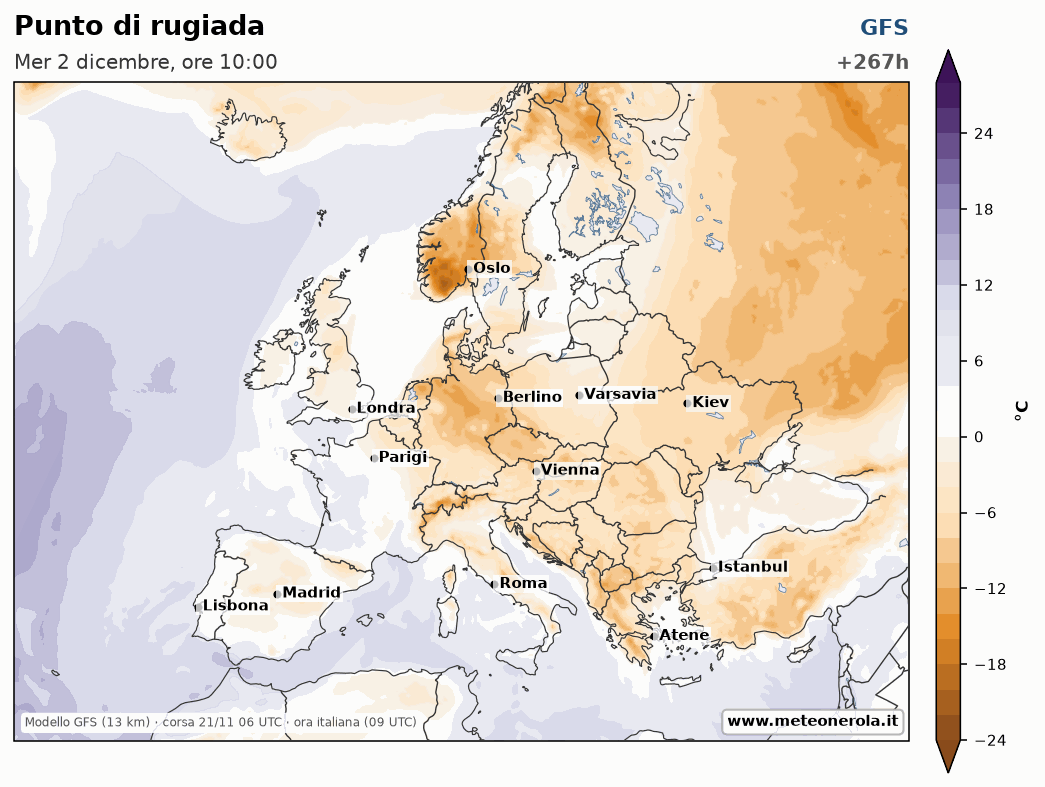 Punto di rugiada
GFS
Mer 2 dicembre, ore 10:00
+267h
24
18
12
6
0
−6
−12
−18
−24
°C
Oslo
Londra
Berlino
Varsavia
Kiev
Parigi
Vienna
Roma
Istanbul
Madrid
Lisbona
Atene
Modello GFS (13 km) · corsa 21/11 06 UTC · ora italiana (09 UTC)
www.meteonerola.it